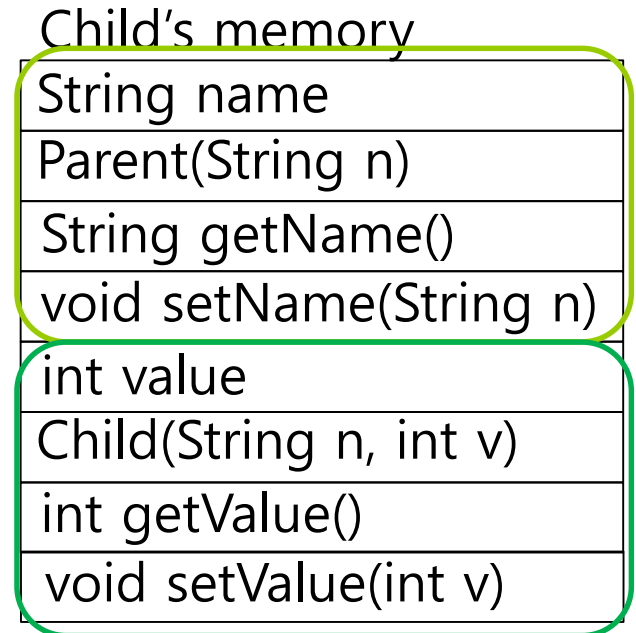 Child's memory
String name
Parent(String n)
String getName()
void setName(String n)
int value
Child(String n, int v)
int getValue()
void setValue(int v)